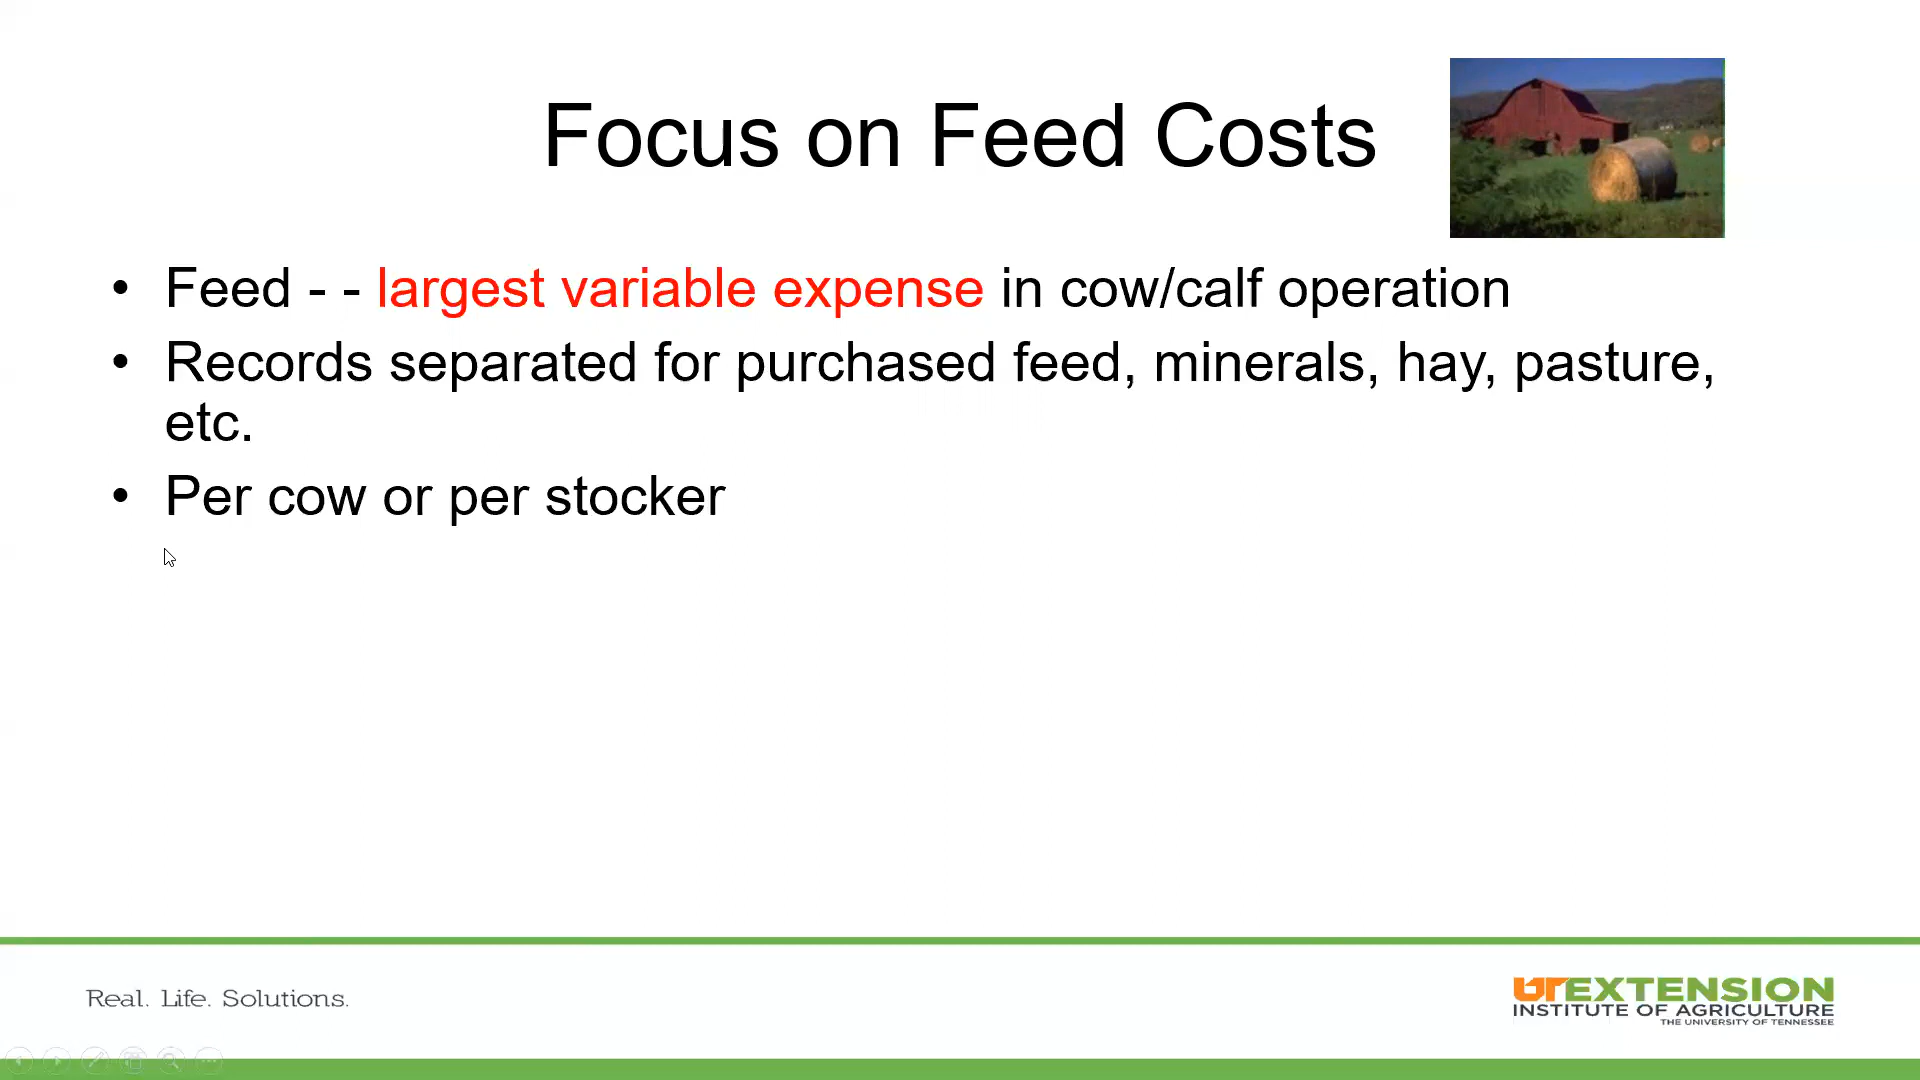 Focus on Feed Costs
• Feed - - largest variable expense in cow/calf operation
• Records separated for purchased feed, minerals, hay, pasture,
etc.
• Per cow or per stocker
Real. Life. Solutions.
UTEXTENSION
INSTITUTE OF AGRICULTURE
THE UNIVERSITY OF TENNESSEE